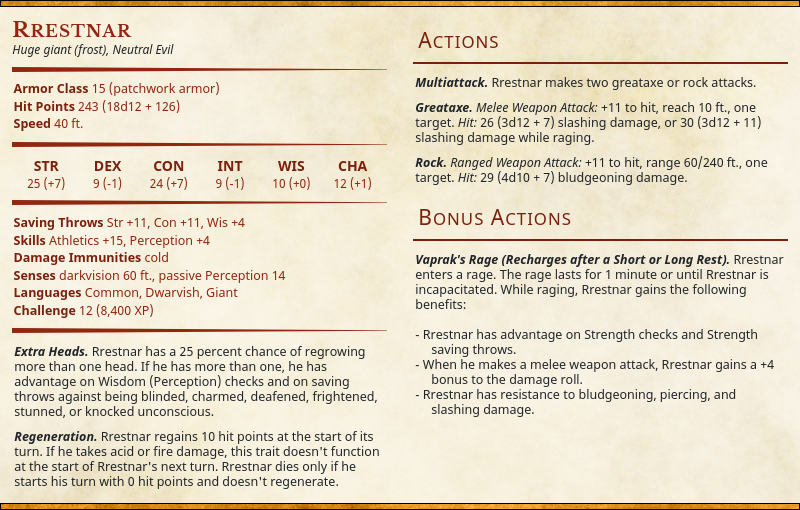 Rrestnar
Huge giant (frost), Neutral Evil
Armor Class 15 (patchwork armor)
Hit Points 243 (18d12 + 126)
Speed 40 ft.
STR DEX CON INT WIS CHA
25 (+7) 9 (-1) 24 (+7) 9 (-1) 10 (+0) 12 (+1)
Saving Throws Str +11, Con +11, Wis +4
Skills Athletics +15, Perception +4
Damage Immunities cold
Senses darkvision 60 ft., passive Perception 14
Languages Common, Dwarvish, Giant
Challenge 12 (8,400 XP)
Extra Heads. Rrestnar has a 25 percent chance of regrowing
more than one head. If he has more than one, he has
advantage on Wisdom (Perception) checks and on saving
throws against being blinded, charmed, deafened, frightened,
stunned, or knocked unconscious.
Regeneration. Rrestnar regains 10 hit points at the start of its
turn. If he takes acid or fire damage, this trait doesn't function
at the start of Rrestnar's next turn. Rrestnar dies only if he
starts his turn with 0 hit points and doesn't regenerate.
Actions
Multiattack. Rrestnar makes two greataxe or rock attacks.
Greataxe. Melee Weapon Attack: +11 to hit, reach 10 ft., one
target. Hit: 26 (3d12 + 7) slashing damage, or 30 (3d12 + 11)
slashing damage while raging.
Rock. Ranged Weapon Attack: +11 to hit, range 60/240 ft., one
target. Hit: 29 (4d10 + 7) bludgeoning damage.
Bonus Actions
Vaprak's Rage (Recharges after a Short or Long Rest). Rrestnar
enters a rage. The rage lasts for 1 minute or until Rrestnar is
incapacitated. While raging, Rrestnar gains the following
benefits:
- Rrestnar has advantage on Strength checks and Strength
saving throws.
- When he makes a melee weapon attack, Rrestnar gains a +4
bonus to the damage roll.
- Rrestnar has resistance to bludgeoning, piercing, and
slashing damage.